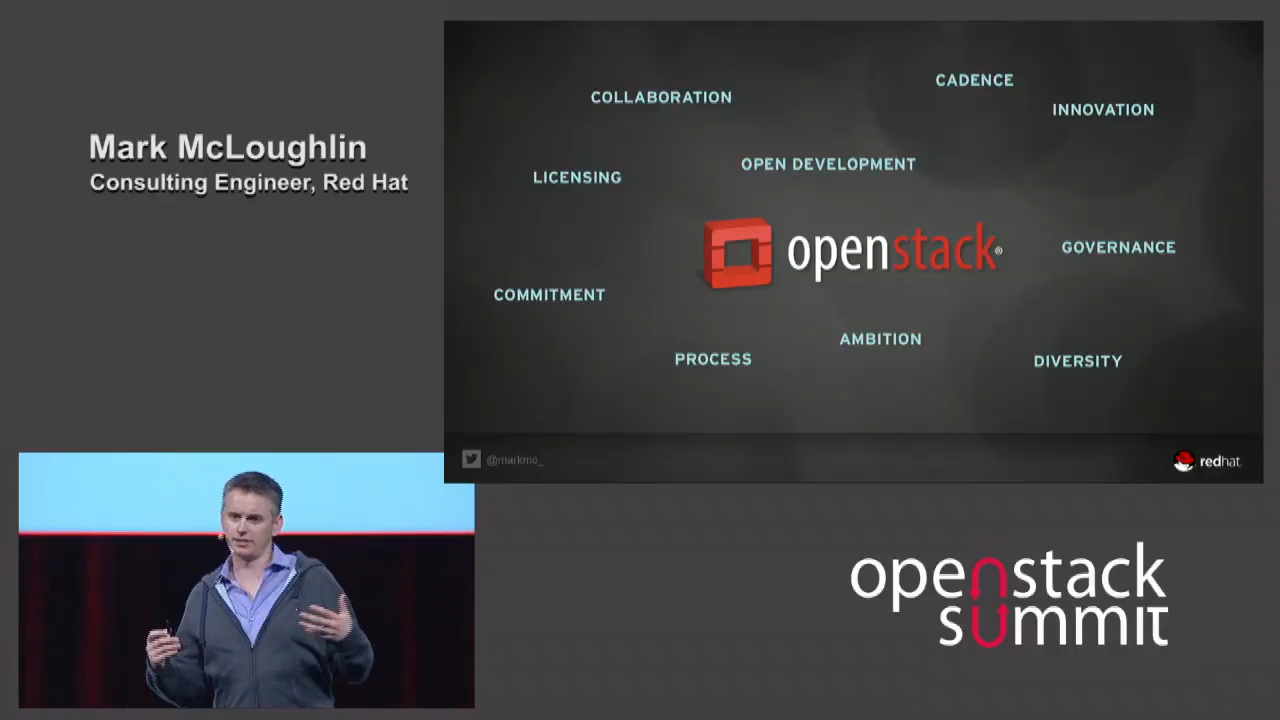 Mark McLoughlin
Consulting Engineer, Red Hat
CADENCE
COLLABORATION
INNOVATION
OPEN DEVELOPMENT
LICENSING
openstack®
GOVERNANCE
COMMITMENT
AMBITION
PROCESS
DIVERSITY
@markmc_
redhat.
openstack
summit